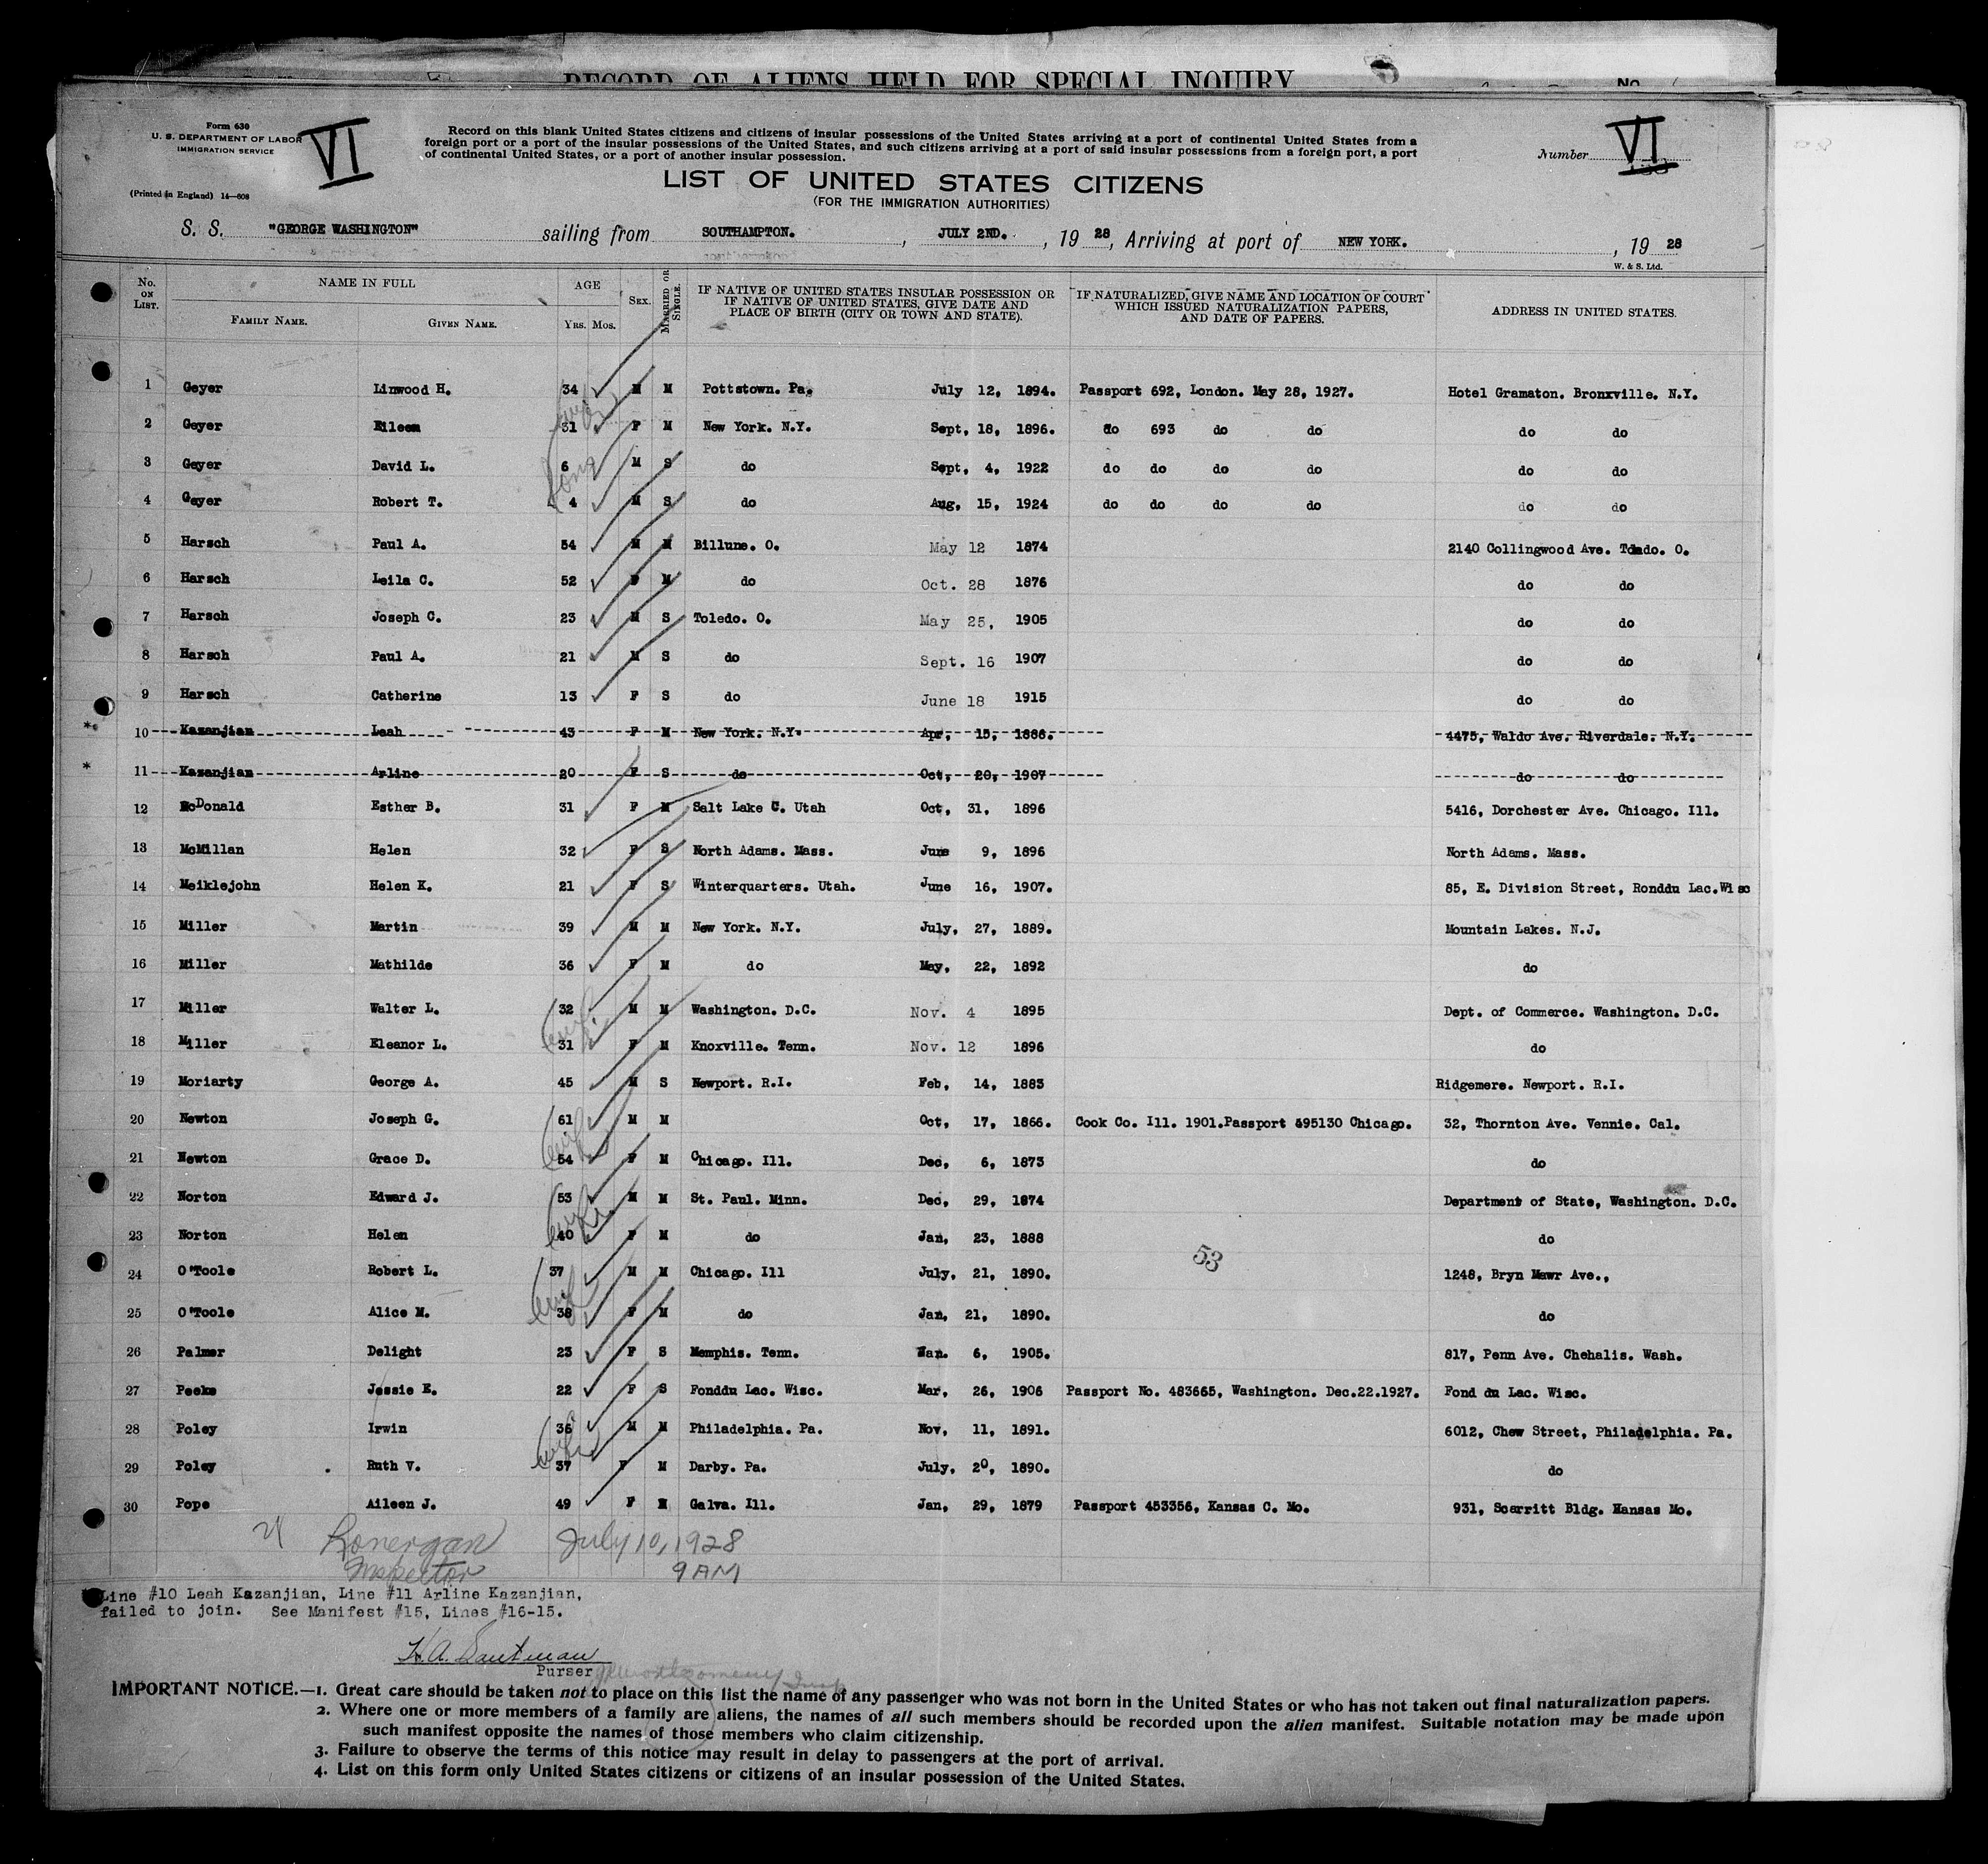 RECORD OF ALIENS HELD FOR SPECIAL INQUIRY
No.
Form 630
U. S. DEPARTMENT OF LABOR
IMMIGRATION SERVICE
VI
(Printed in England) 14—608
Record on this blank United States citizens and citizens of insular possessions of the United States arriving at a port of continental United States from a
foreign port or a port of the insular possessions of the United States, and such citizens arriving at a port of said insular possessions from a foreign port, a port
of continental United States, or a port of another insular possession.
Number VI
LIST OF UNITED STATES CITIZENS
(FOR THE IMMIGRATION AUTHORITIES)
S. S. "GEORGE WASHINGTON" sailing from SOUTHAMPTON. , JULY 2ND. , 19 28, Arriving at port of NEW YORK. , 19 28
W. & S. Ltd.
No. ON LIST. NAME IN FULL FAMILY NAME. GIVEN NAME. AGE YRS. MOS. SEX. MARRIED OR SINGLE. IF NATIVE OF UNITED STATES INSULAR POSSESSION OR IF NATIVE OF UNITED STATES, GIVE DATE AND PLACE OF BIRTH (CITY OR TOWN AND STATE). IF NATURALIZED, GIVE NAME AND LOCATION OF COURT WHICH ISSUED NATURALIZATION PAPERS, AND DATE OF PAPERS. ADDRESS IN UNITED STATES.
1 Geyer Linwood H. 34 M M Pottstown. Pa. July 12, 1894. Passport 692, London. May 28, 1927. Hotel Gramaton. Bronxville. N.Y.
2 Geyer Eileen 31 F M New York. N.Y. Sept, 18, 1896. do 693 do do do do
3 Geyer David L. 6 M S do Sept, 4, 1922 do do do do do do
4 Geyer Robert T. 4 M S do Aug, 15, 1924 do do do do do do
5 Harsch Paul A. 54 M M Billune. O. May 12 1874 2140 Collingwood Ave. Toledo. O.
6 Harsch Leila C. 52 F M do Oct. 28 1876 do do
7 Harsch Joseph C. 23 M S Toledo. O. May 25, 1905 do do
8 Harsch Paul A. 21 M S do Sept. 16 1907 do do
9 Harsch Catherine 13 F S do June 18 1915 do do
* 10 Kazanjian Leah 43 F M New York. N.Y. Apr, 15, 1886. 4475, Waldo Ave. Riverdale. N.Y.
* 11 Kazanjian Arline 20 F S do Oct, 20, 1907 do do
12 McDonald Esther B. 31 F M Salt Lake C. Utah Oct, 31, 1896 5416, Dorchester Ave. Chicago. Ill.
13 McMillan Helen 32 F S North Adams. Mass. June 9, 1896 North Adams. Mass.
14 Meiklejohn Helen K. 21 F S Winterquarters. Utah. June 16, 1907. 85, E. Division Street, Ronddu Lac.Wisc
15 Miller Martin 39 M M New York. N.Y. July, 27, 1889. Mountain Lakes. N.J.
16 Miller Mathilde 36 F M do May, 22, 1892 do
17 Miller Walter L. 32 M M Washington. D.C. Nov. 4 1895 Dept. of Commerce. Washington. D.C.
18 Miller Eleanor L. 31 F M Knoxville. Tenn. Nov. 12 1896 do
19 Moriarty George A. 45 M S Newport. R.I. Feb, 14, 1883 Ridgemere. Newport. R.I.
20 Newton Joseph G. 61 M M Oct, 17, 1866. Cook Co. Ill. 1901.Passport 495130 Chicago. 32, Thornton Ave. Vennie. Cal.
21 Newton Grace D. 54 F M Chicago. Ill. Dec, 6, 1873 do
22 Norton Edward J. 53 M M St. Paul. Minn. Dec, 29, 1874 Department of State, Washington. D.C.
23 Norton Helen 40 F M do Jan, 23, 1888 do
24 O'Toole Robert L. 37 M M Chicago. Ill July, 21, 1890. 1248, Bryn Mawr Ave.,
25 O'Toole Alice M. 38 F M do Jan, 21, 1890. do
26 Palmer Delight 23 F S Memphis. Tenn. Jan. 6, 1905. 817, Penn Ave. Chehalis. Wash.
27 Peeke Jessie E. 22 F S Fonddu Lac. Wisc. Mar, 26, 1906 Passport No. 483665, Washington. Dec.22.1927. Fond du Lac. Wisc.
28 Poley Irwin 36 M M Philadelphia. Pa. Nov, 11, 1891. 6012, Chew Street, Philadelphia. Pa.
29 Poley Ruth V. 37 F M Darby. Pa. July, 20, 1890. do
30 Pope Aileen J. 49 F M Galva. Ill. Jan, 29, 1879 Passport 453356, Kansas C. Mo. 931, Scarritt Bldg. Kansas Mo.
53
Lonergan July 10, 1928
Inspector 9 AM
Line #10 Leah Kazanjian, Line #11 Arline Kazanjian,
failed to join. See Manifest #15, Lines #16-15.
Purser
IMPORTANT NOTICE.—1. Great care should be taken not to place on this list the name of any passenger who was not born in the United States or who has not taken out final naturalization papers.
2. Where one or more members of a family are aliens, the names of all such members should be recorded upon the alien manifest. Suitable notation may be made upon
such manifest opposite the names of those members who claim citizenship.
3. Failure to observe the terms of this notice may result in delay to passengers at the port of arrival.
4. List on this form only United States citizens or citizens of an insular possession of the United States.